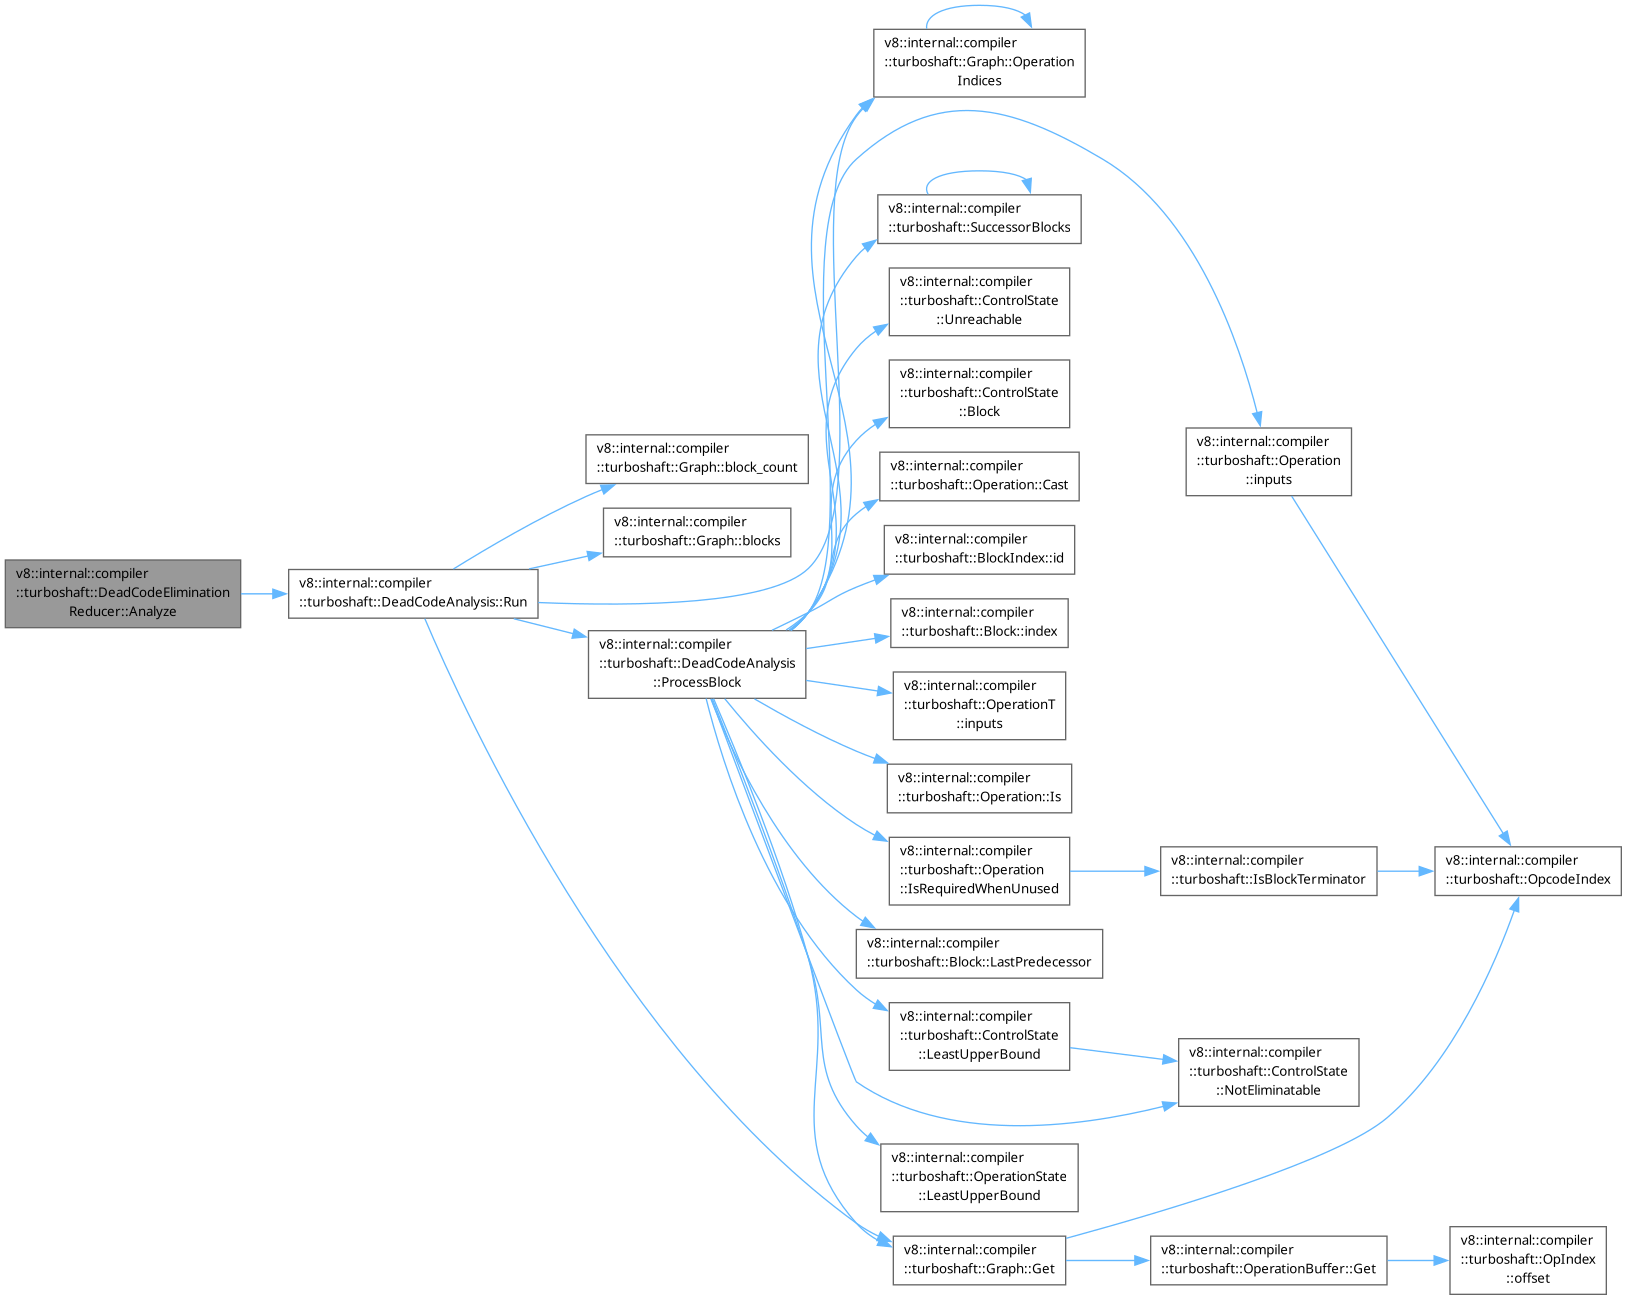 v8::internal::compiler
::turboshaft::DeadCodeElimination
Reducer::Analyze
v8::internal::compiler
::turboshaft::DeadCodeAnalysis::Run
v8::internal::compiler
::turboshaft::Graph::block_count
v8::internal::compiler
::turboshaft::Graph::blocks
v8::internal::compiler
::turboshaft::DeadCodeAnalysis
::ProcessBlock
v8::internal::compiler
::turboshaft::Graph::Operation
Indices
v8::internal::compiler
::turboshaft::SuccessorBlocks
v8::internal::compiler
::turboshaft::ControlState
::Unreachable
v8::internal::compiler
::turboshaft::ControlState
::Block
v8::internal::compiler
::turboshaft::Operation::Cast
v8::internal::compiler
::turboshaft::BlockIndex::id
v8::internal::compiler
::turboshaft::Block::index
v8::internal::compiler
::turboshaft::OperationT
::inputs
v8::internal::compiler
::turboshaft::Operation::Is
v8::internal::compiler
::turboshaft::Operation
::IsRequiredWhenUnused
v8::internal::compiler
::turboshaft::Block::LastPredecessor
v8::internal::compiler
::turboshaft::ControlState
::LeastUpperBound
v8::internal::compiler
::turboshaft::OperationState
::LeastUpperBound
v8::internal::compiler
::turboshaft::Graph::Get
v8::internal::compiler
::turboshaft::Operation
::inputs
v8::internal::compiler
::turboshaft::IsBlockTerminator
v8::internal::compiler
::turboshaft::ControlState
::NotEliminatable
v8::internal::compiler
::turboshaft::OperationBuffer::Get
v8::internal::compiler
::turboshaft::OpcodeIndex
v8::internal::compiler
::turboshaft::OpIndex
::offset